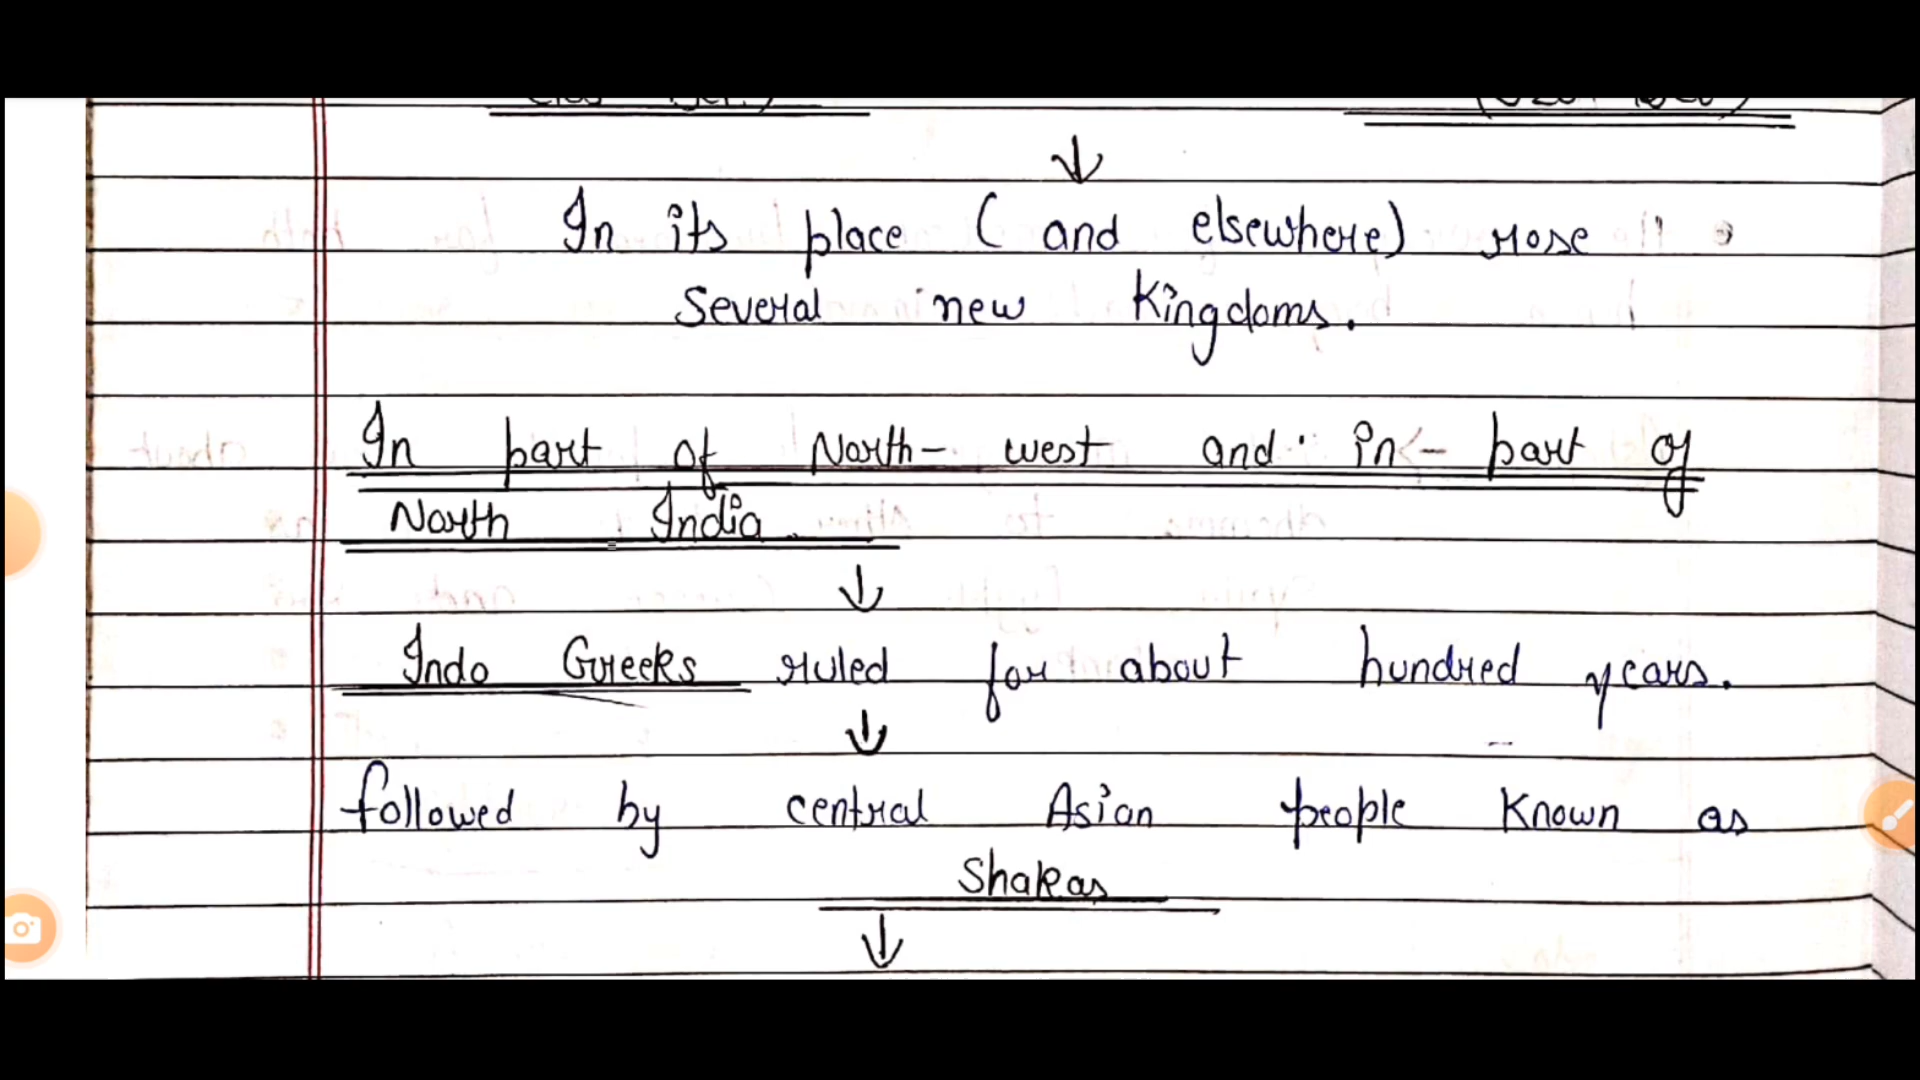 ↓
In its place ( and elsewhere) rose
several new Kingdoms.
In part of North- west and in- part of
North India.
↓
Indo Greeks ruled for about hundred years.
↓
followed by central Asian people Known as
Shakas
↓